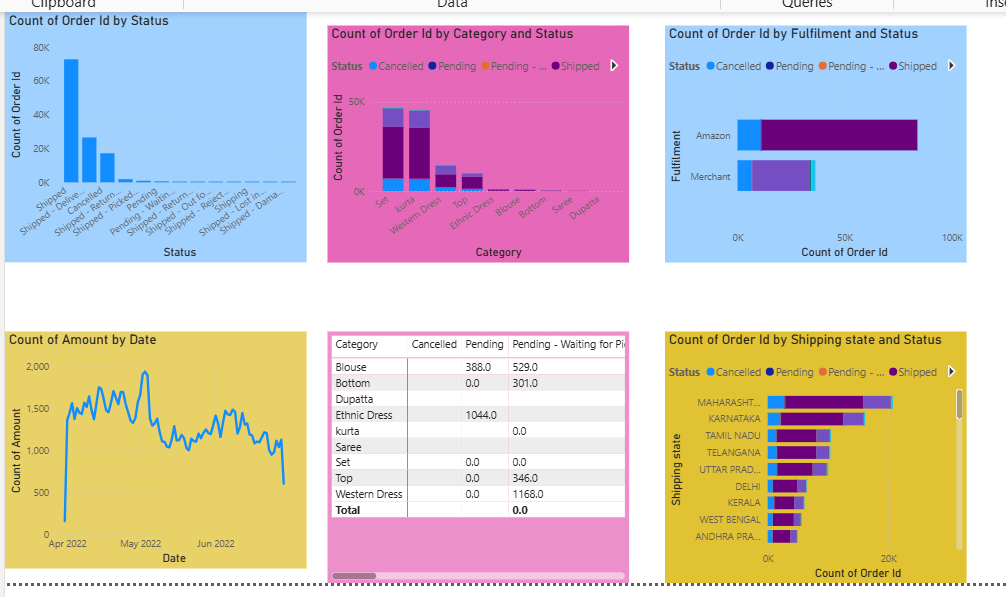 Clipboard
Data
Queries
Ins
Count of Order Id by Status
Count of Order Id
80K
60K
40K
20K
0K
Shipped
Shipped - Delive...
Cancelled
Shipped - Return...
Shipped - Picked...
Pending
Pending - Waitin...
Shipped - Return...
Shipped - Out fo...
Shipped - Reject...
Shipping
Shipped - Lost in...
Shipped - Dama...
Status
Count of Order Id by Category and Status
Status Cancelled Pending Pending - ... Shipped
Count of Order Id
50K
0K
Set
kurta
Western Dress
Top
Ethnic Dress
Blouse
Bottom
Saree
Dupatta
Category
Count of Order Id by Fulfilment and Status
Status Cancelled Pending Pending - ... Shipped
Fulfilment
Amazon
Merchant
0K 50K 100K
Count of Order Id
Count of Amount by Date
Count of Amount
2,000
1,500
1,000
500
0
Apr 2022 May 2022 Jun 2022
Date
Category Cancelled Pending Pending - Waiting for Pi
Blouse 388.0 529.0
Bottom 0.0 301.0
Dupatta
Ethnic Dress 1044.0
kurta 0.0
Saree
Set 0.0 0.0
Top 0.0 346.0
Western Dress 0.0 1168.0
Total 0.0
Count of Order Id by Shipping state and Status
Status Cancelled Pending Pending - ... Shipped
Shipping state
MAHARASHT...
KARNATAKA
TAMIL NADU
TELANGANA
UTTAR PRAD...
DELHI
KERALA
WEST BENGAL
ANDHRA PRA...
0K 20K
Count of Order Id